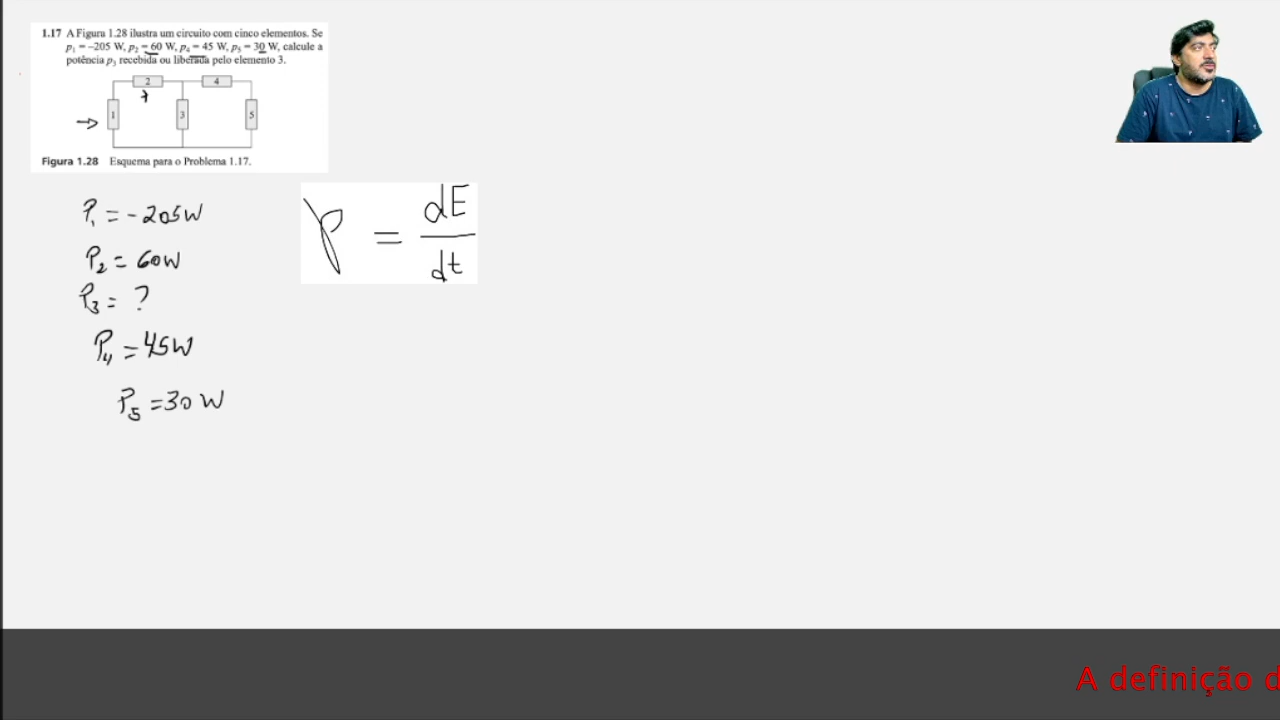 1.17 A Figura 1.28 ilustra um circuito com cinco elementos. Se
p₁ = –205 W, p₂ = 60 W, p₄ = 45 W, p₅ = 30 W, calcule a
potência p₃ recebida ou liberada pelo elemento 3.
2
4
1
3
5
Figura 1.28 Esquema para o Problema 1.17.
P₁ = -205W
P₂ = 60W
P₃ = ?
P₄ = 45W
P₅ = 30 W
p = dE/dt
A definição d